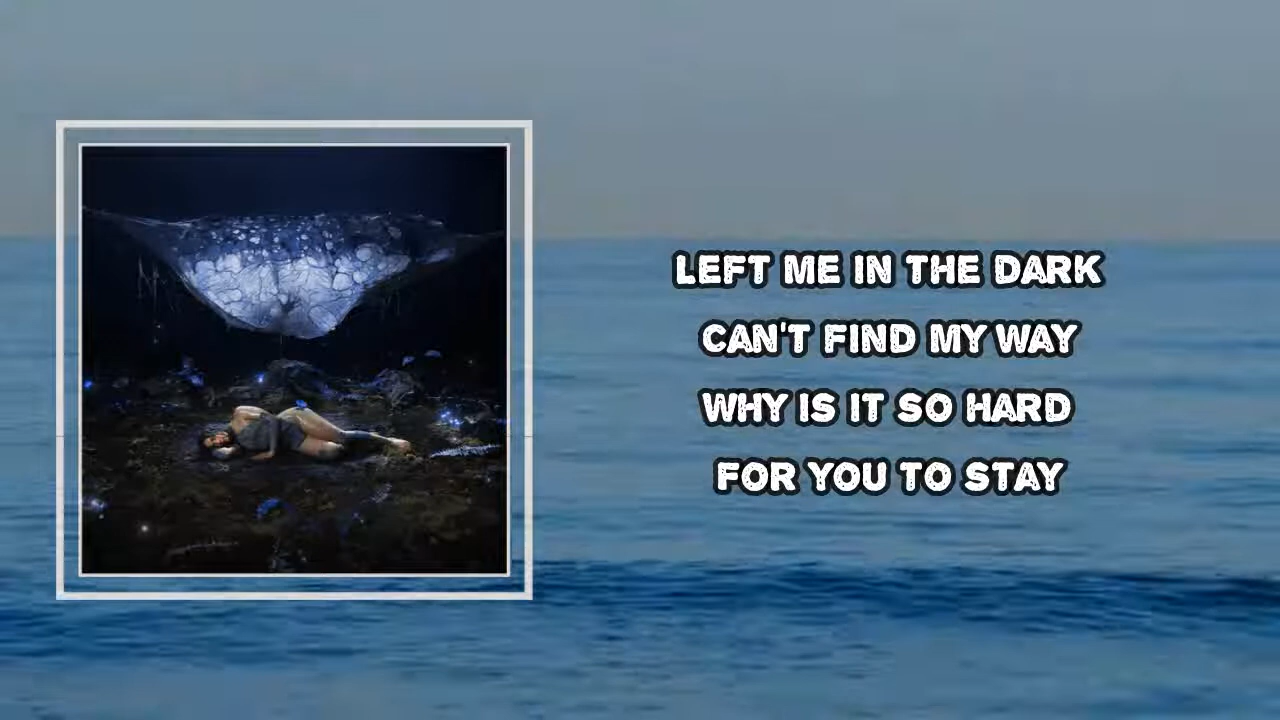 LEFT ME IN THE DARK
CAN'T FIND MY WAY
WHY IS IT SO HARD
FOR YOU TO STAY